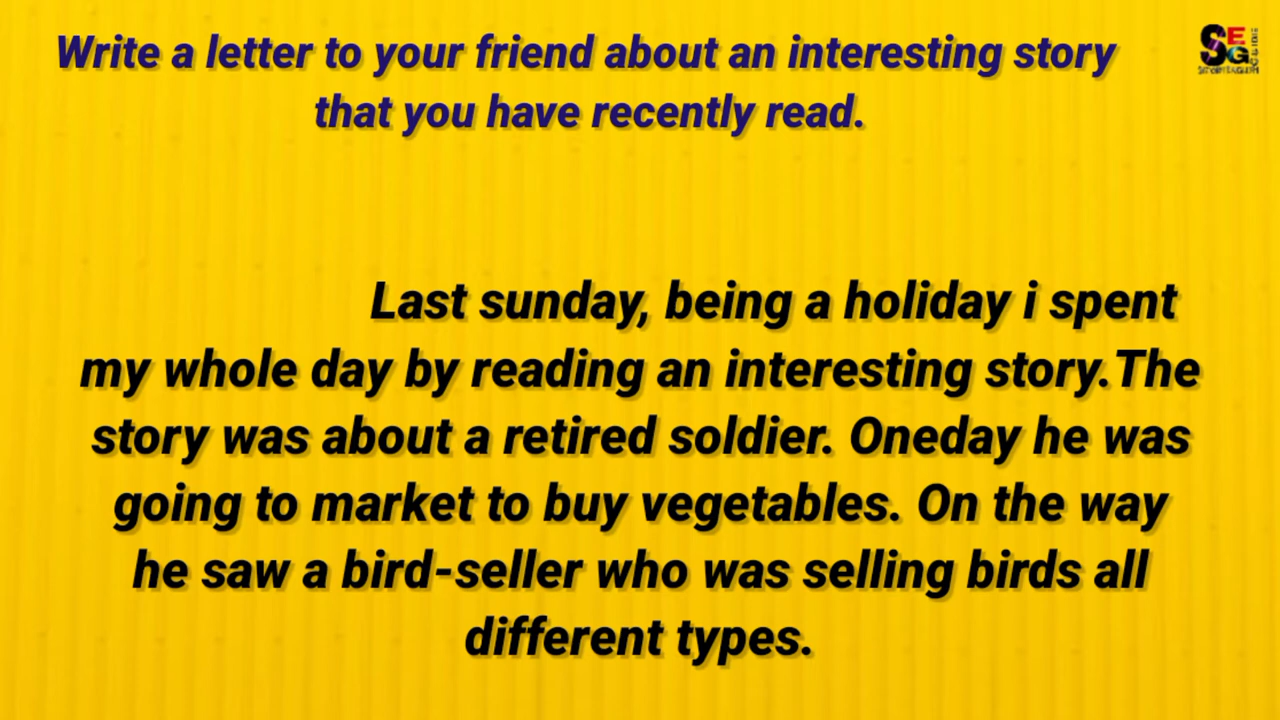 Write a letter to your friend about an interesting story
that you have recently read.
SEG
Last sunday, being a holiday i spent
my whole day by reading an interesting story.The
story was about a retired soldier. Oneday he was
going to market to buy vegetables. On the way
he saw a bird-seller who was selling birds all
different types.